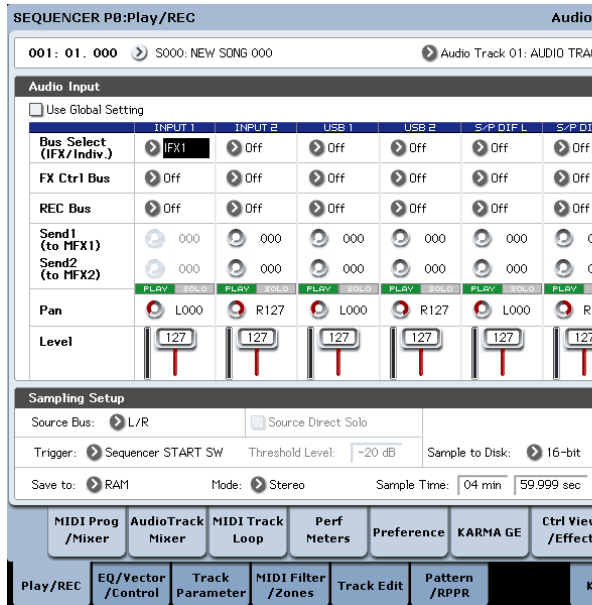 SEQUENCER P0:Play/REC Audio
001: 01. 000 S000: NEW SONG 000 Audio Track 01: AUDIO TRA
Audio Input
Use Global Setting
INPUT 1 INPUT 2 USB 1 USB 2 S/P DIF L S/P DI
Bus Select
(IFX/Indiv.) IFX1 Off Off Off Off Off
FX Ctrl Bus Off Off Off Off Off Off
REC Bus Off Off Off Off Off Off
Send1
(to MFX1) 000 000 000 000 000
Send2
(to MFX2) 000 000 000 000 000
PLAY SOLO PLAY SOLO PLAY SOLO PLAY SOLO PLAY SOLO PLAY
Pan L000 R127 L000 R127 L000 R
Level 127 127 127 127 127 127
Sampling Setup
Source Bus: L/R Source Direct Solo
Trigger: Sequencer START SW Threshold Level: -20 dB Sample to Disk: 16-bit
Save to: RAM Mode: Stereo Sample Time: 04 min 59.999 sec
MIDI Prog
/Mixer AudioTrack
Mixer MIDI Track
Loop Perf
Meters Preference KARMA GE Ctrl View
/Effect
Play/REC EQ/Vector
/Control Track
Parameter MIDI Filter
/Zones Track Edit Pattern
/RPPR K